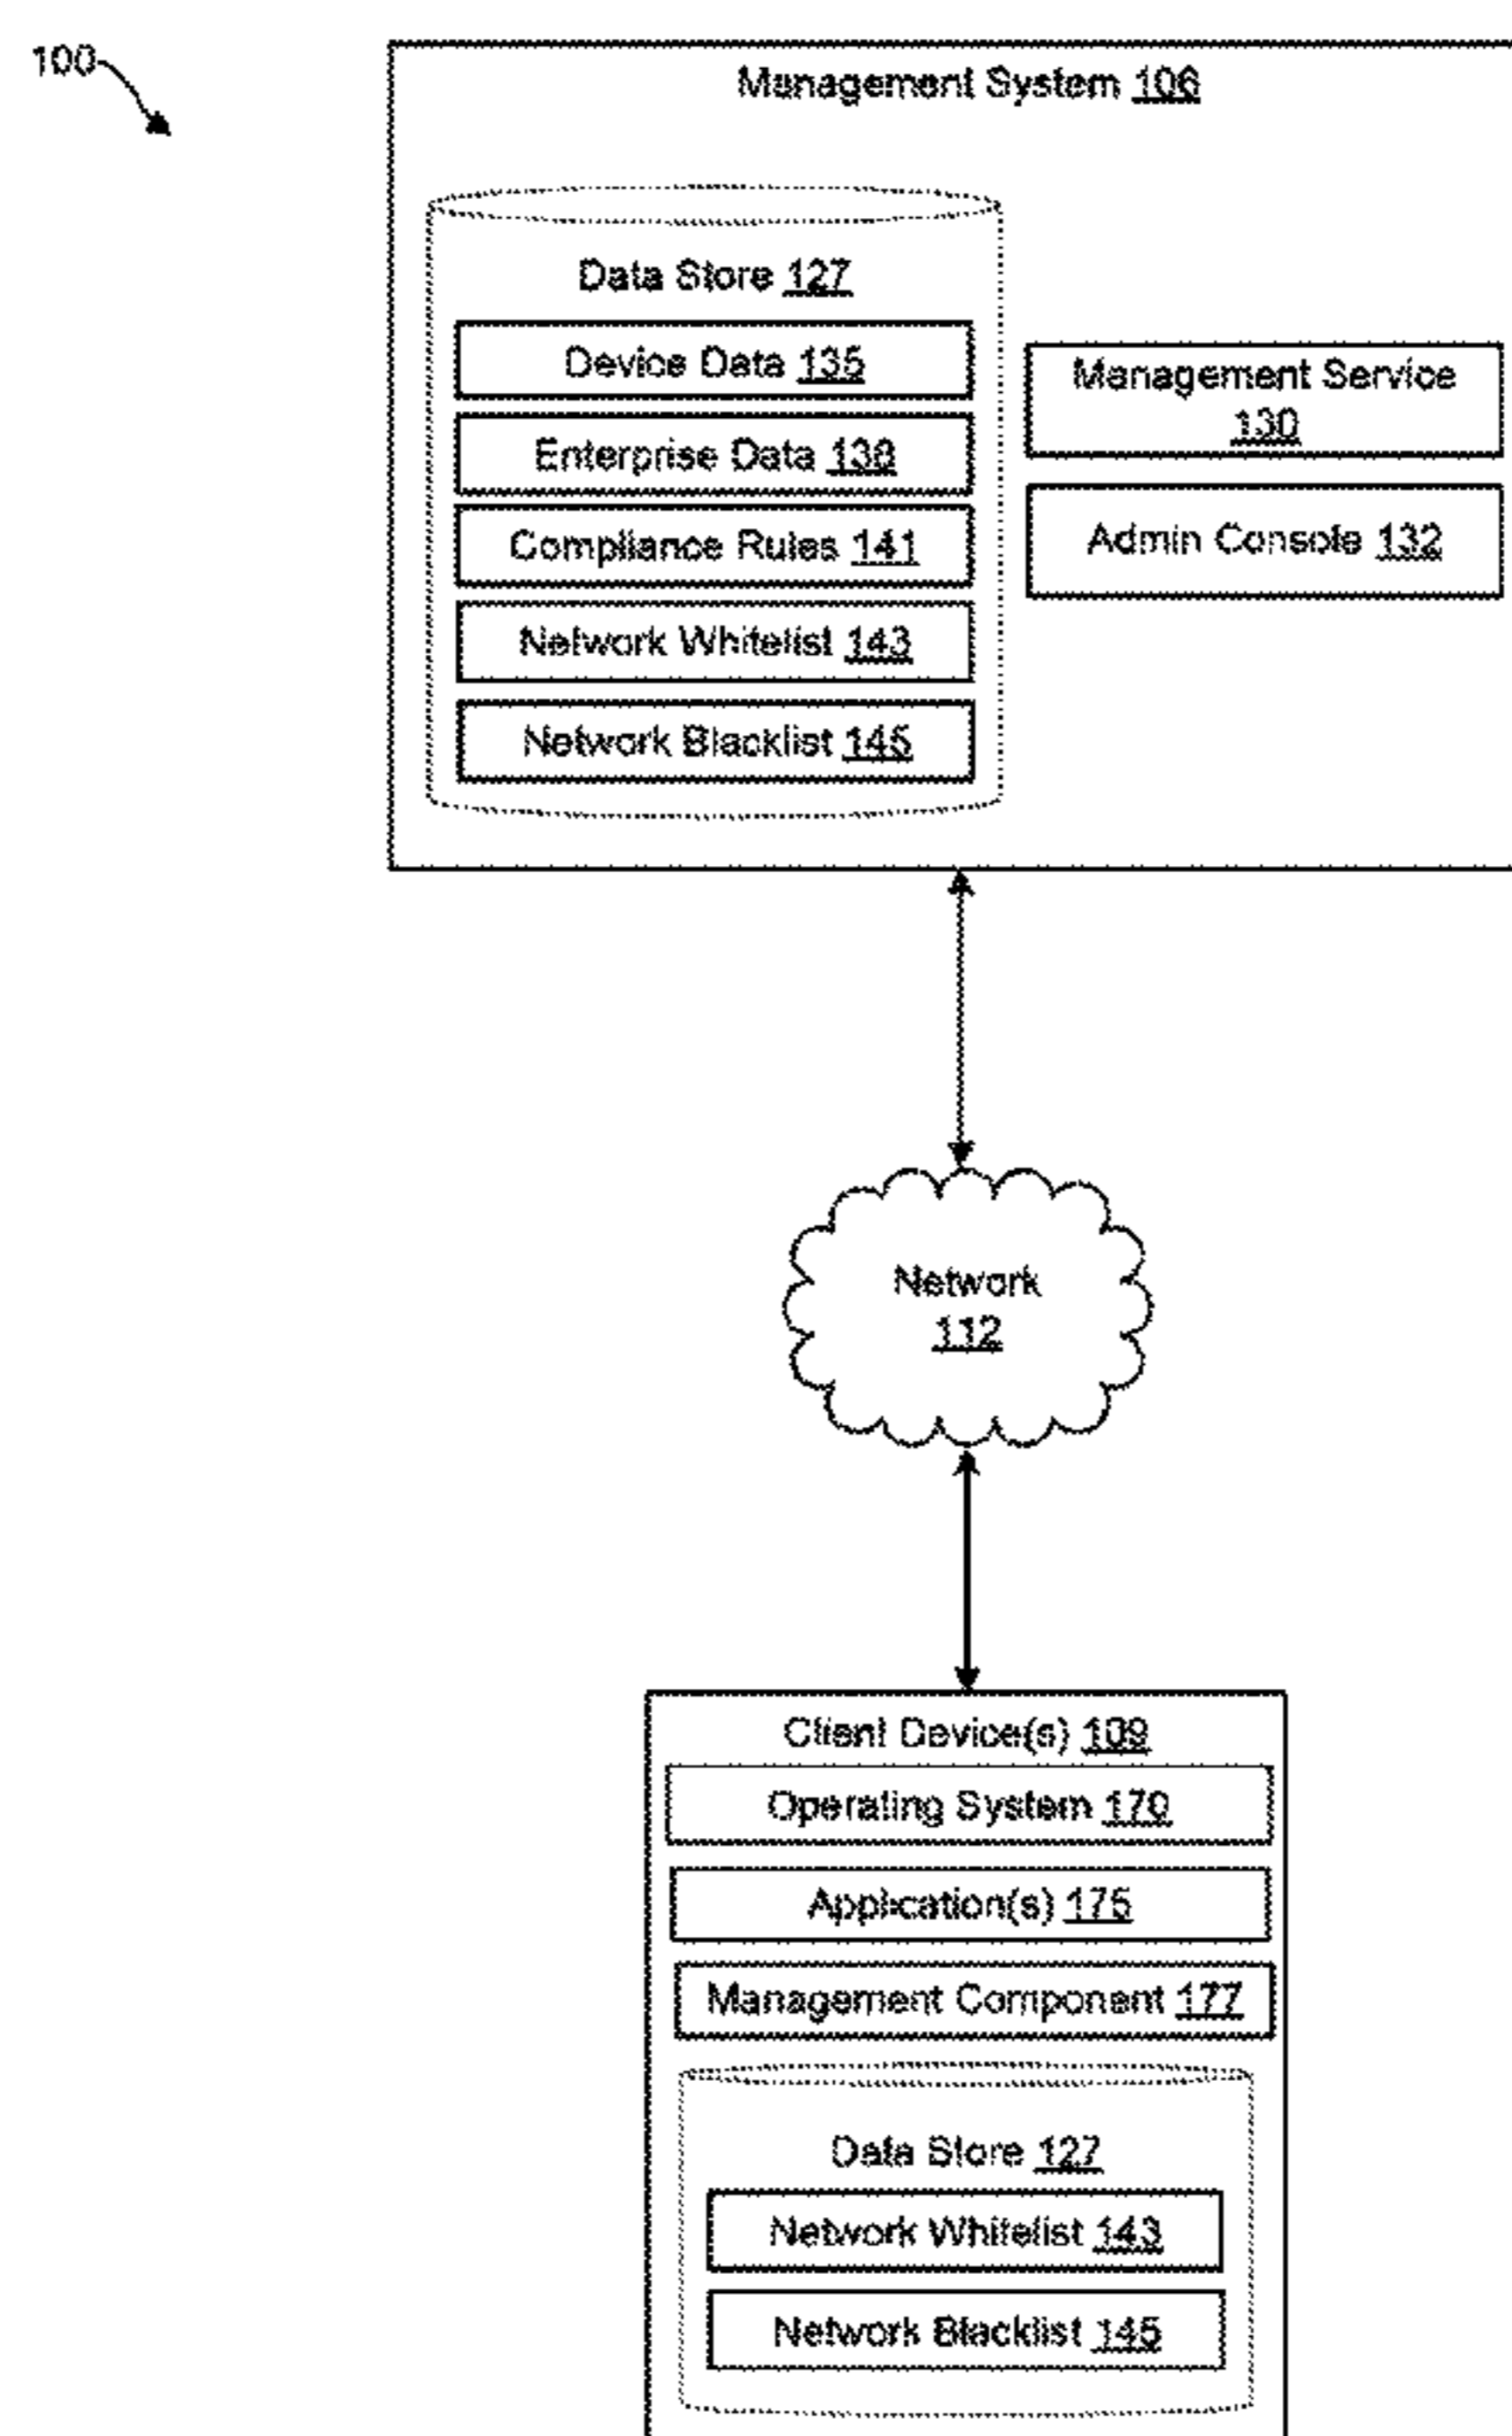 100
Management System 106
Data Store 127
Device Data 135
Enterprise Data 138
Compliance Rules 141
Network Whitelist 143
Network Blacklist 145
Management Service
130
Admin Console 132
Network
112
Client Device(s) 109
Operating System 170
Application(s) 175
Management Component 177
Data Store 127
Network Whitelist 143
Network Blacklist 145